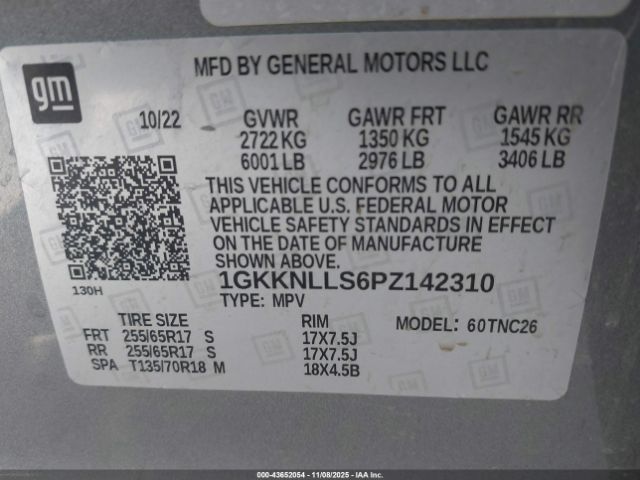 gm
MFD BY GENERAL MOTORS LLC
10/22 GVWR GAWR FRT GAWR RR
2722 KG 1350 KG 1545 KG
6001 LB 2976 LB 3406 LB
THIS VEHICLE CONFORMS TO ALL
APPLICABLE U.S. FEDERAL MOTOR
VEHICLE SAFETY STANDARDS IN EFFECT
ON THE DATE OF MANUFACTURE
SHOWN ABOVE.
130H
1GKKNLLS6PZ142310
TYPE: MPV
TIRE SIZE RIM MODEL: 60TNC26
FRT 255/65R17 S 17X7.5J
RR 255/65R17 S 17X7.5J
SPA T135/70R18 M 18X4.5B
000-43652054 - 11/08/2025 - IAAI.COM